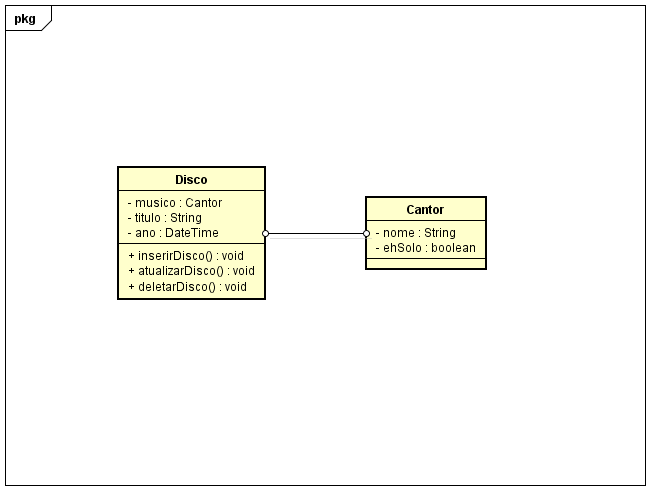 pkg
Disco
- musico : Cantor
- titulo : String
- ano : DateTime
+ inserirDisco() : void
+ atualizarDisco() : void
+ deletarDisco() : void
Cantor
- nome : String
- ehSolo : boolean